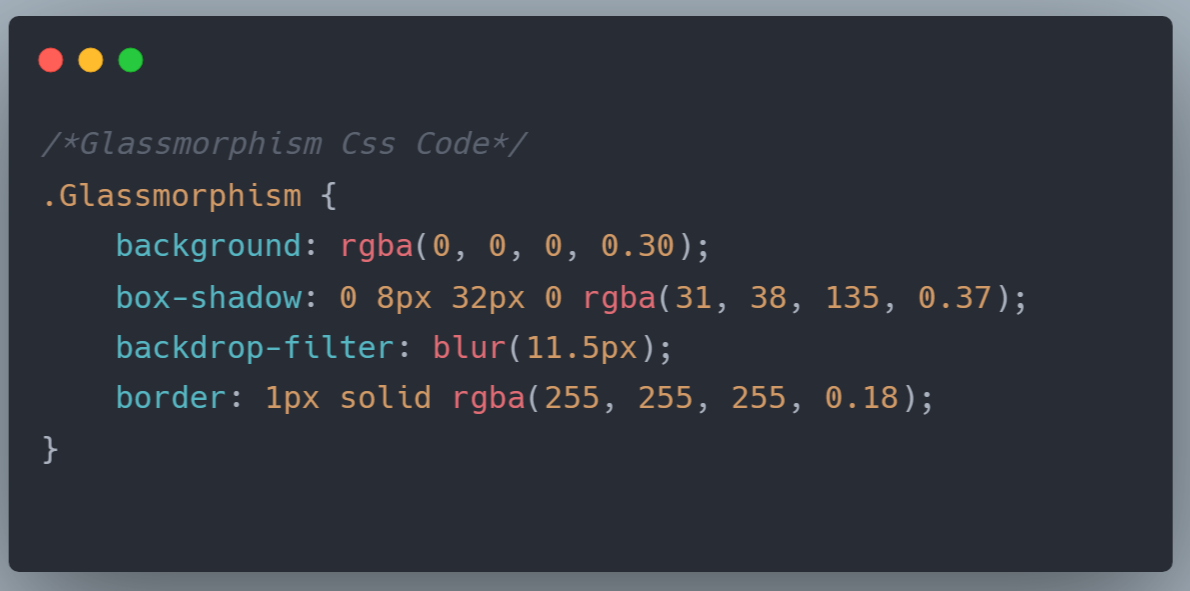 /*Glassmorphism Css Code*/
.Glassmorphism {
    background: rgba(0, 0, 0, 0.30);
    box-shadow: 0 8px 32px 0 rgba(31, 38, 135, 0.37);
    backdrop-filter: blur(11.5px);
    border: 1px solid rgba(255, 255, 255, 0.18);
}